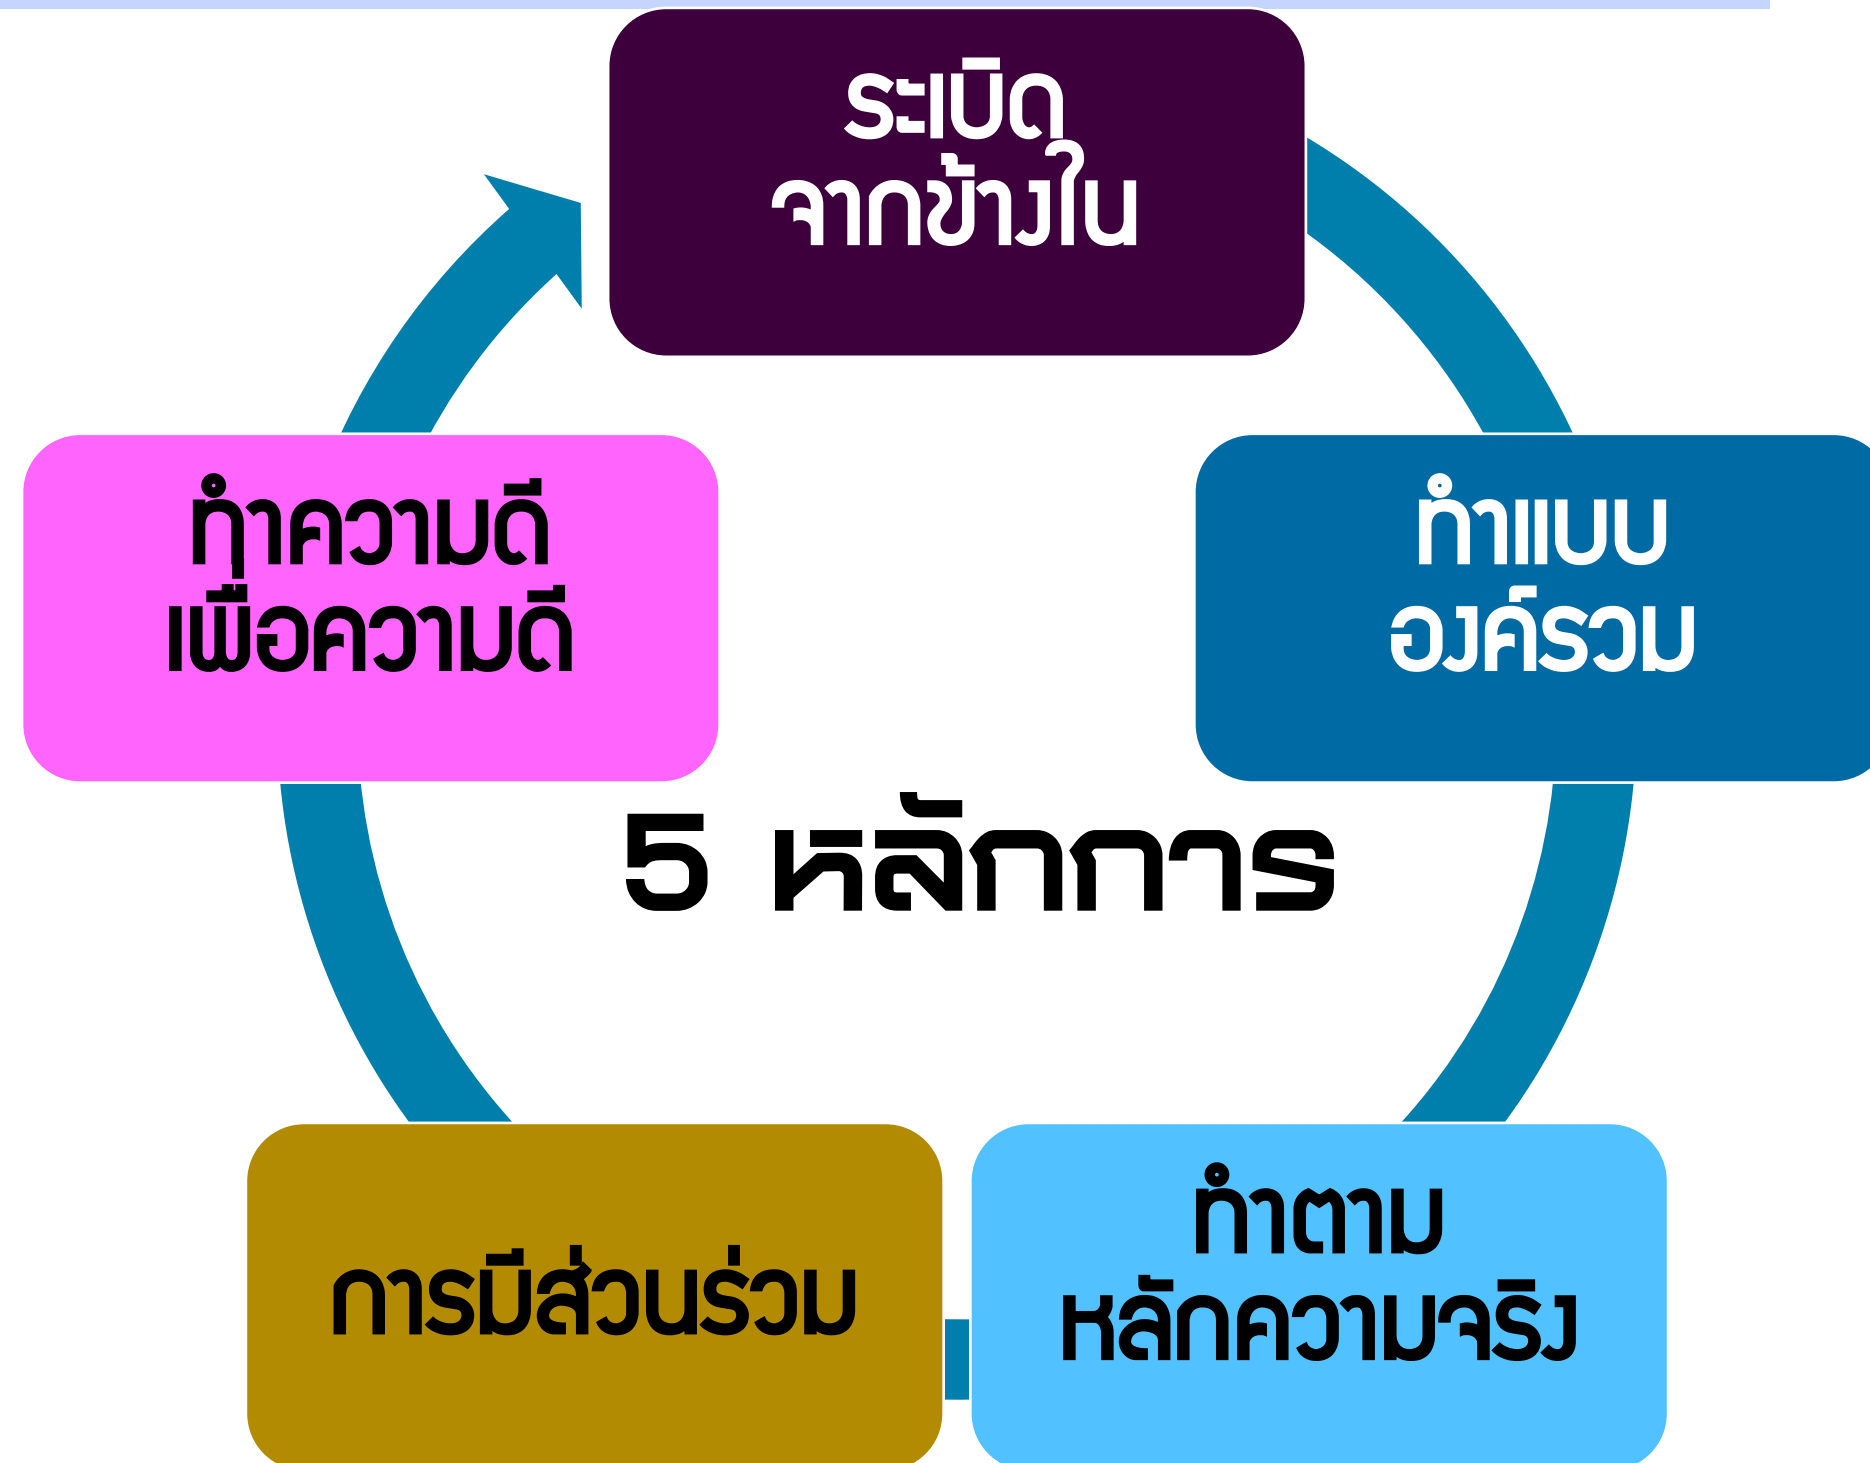 ระเบิด
จากข้างใน
ทำแบบ
องค์รวม
ทำตาม
หลักความจริง
การมีส่วนร่วม
ทำความดี
เพื่อความดี
5 หลักการ